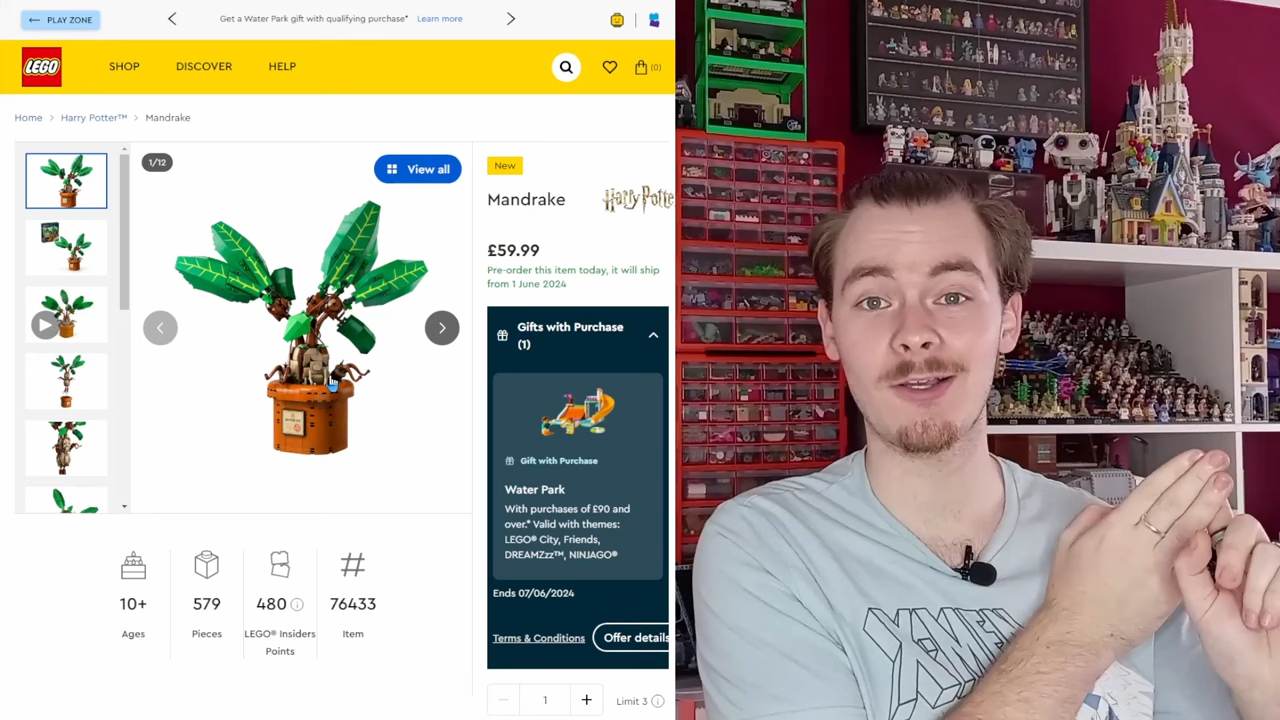 ← PLAY ZONE
Get a Water Park gift with qualifying purchase* Learn more
LEGO
SHOP DISCOVER HELP
(0)
Home > Harry Potter™ > Mandrake
1/12
View all
New
Mandrake
Harry Potter
£59.99
Pre-order this item today, it will ship
from 1 June 2024
Gifts with Purchase
(1)
Gift with Purchase
Water Park
With purchases of £90 and
over.* Valid with themes:
LEGO® City, Friends,
DREAMZzz™, NINJAGO®
Ends 07/06/2024
Terms & Conditions
Offer details
10+
Ages
579
Pieces
480
LEGO® Insiders
Points
#
76433
Item
1 +
Limit 3
X-MEN